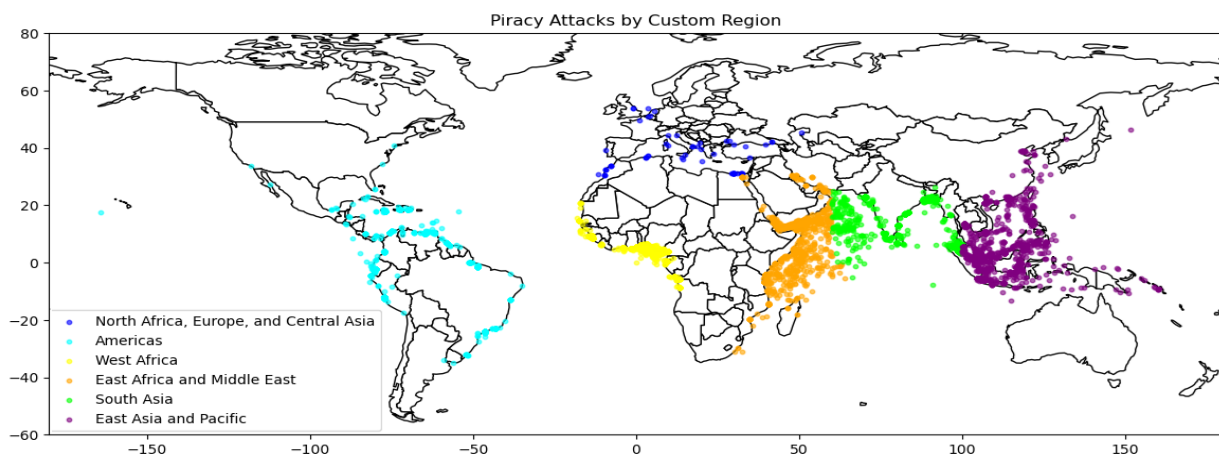 Piracy Attacks by Custom Region
80
60
40
20
0
−20
−40
−60
North Africa, Europe, and Central Asia
Americas
West Africa
East Africa and Middle East
South Asia
East Asia and Pacific
−150 −100 −50 0 50 100 150